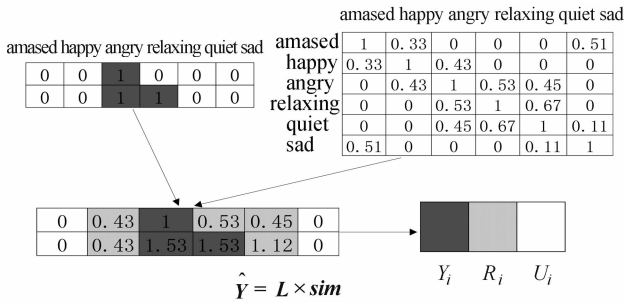 amased happy angry relaxing quiet sad
amased happy angry relaxing quiet sad
0 0 1 0 0 0
0 0 1 1 0 0
amased 1 0.33 0 0 0 0.51
happy 0.33 1 0.43 0 0 0
angry 0 0.43 1 0.53 0.45 0
relaxing 0 0 0.53 1 0.67 0
quiet 0 0 0.45 0.67 1 0.11
sad 0.51 0 0 0 0.11 1
0 0.43 1 0.53 0.45 0
0 0.43 1.53 1.53 1.12 0
Yi Ri Ui
Ŷ = L × sim